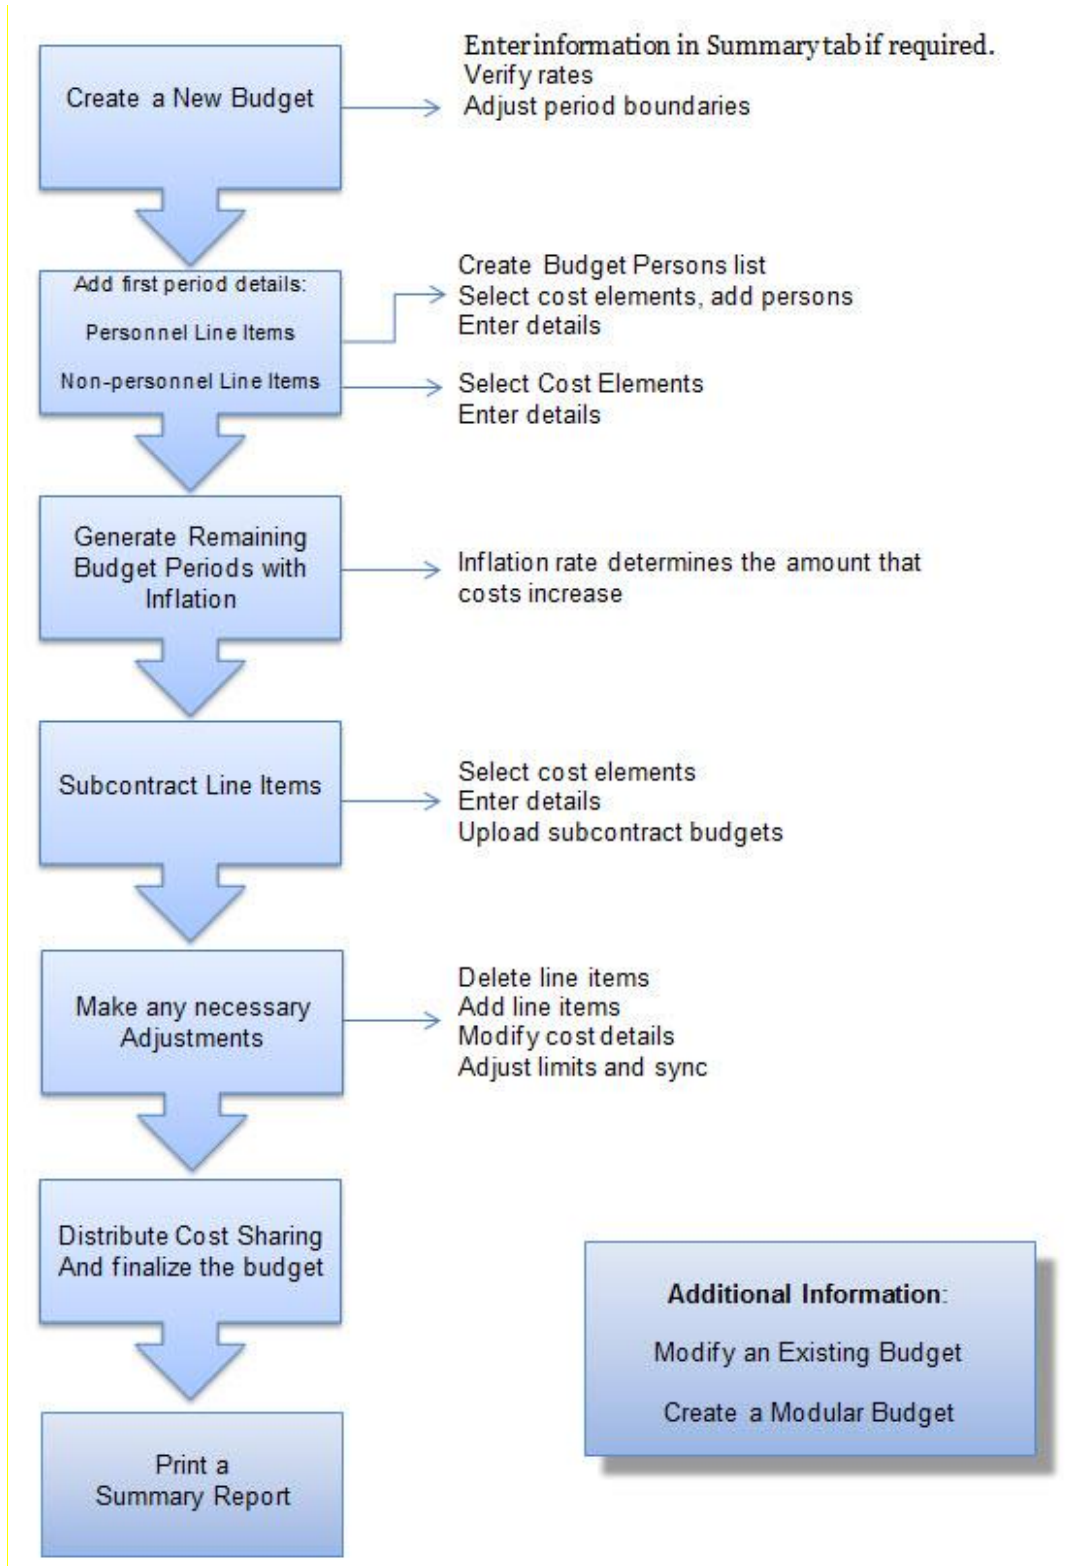 Create a New Budget
Enter information in Summary tab if required.
Verify rates
Adjust period boundaries
Add first period details:
Personnel Line Items
Non-personnel Line Items
Create Budget Persons list
Select cost elements, add persons
Enter details
Select Cost Elements
Enter details
Generate Remaining
Budget Periods with
Inflation
Inflation rate determines the amount that
costs increase
Subcontract Line Items
Select cost elements
Enter details
Upload subcontract budgets
Make any necessary
Adjustments
Delete line items
Add line items
Modify cost details
Adjust limits and sync
Distribute Cost Sharing
And finalize the budget
Additional Information:
Modify an Existing Budget
Create a Modular Budget
Print a
Summary Report